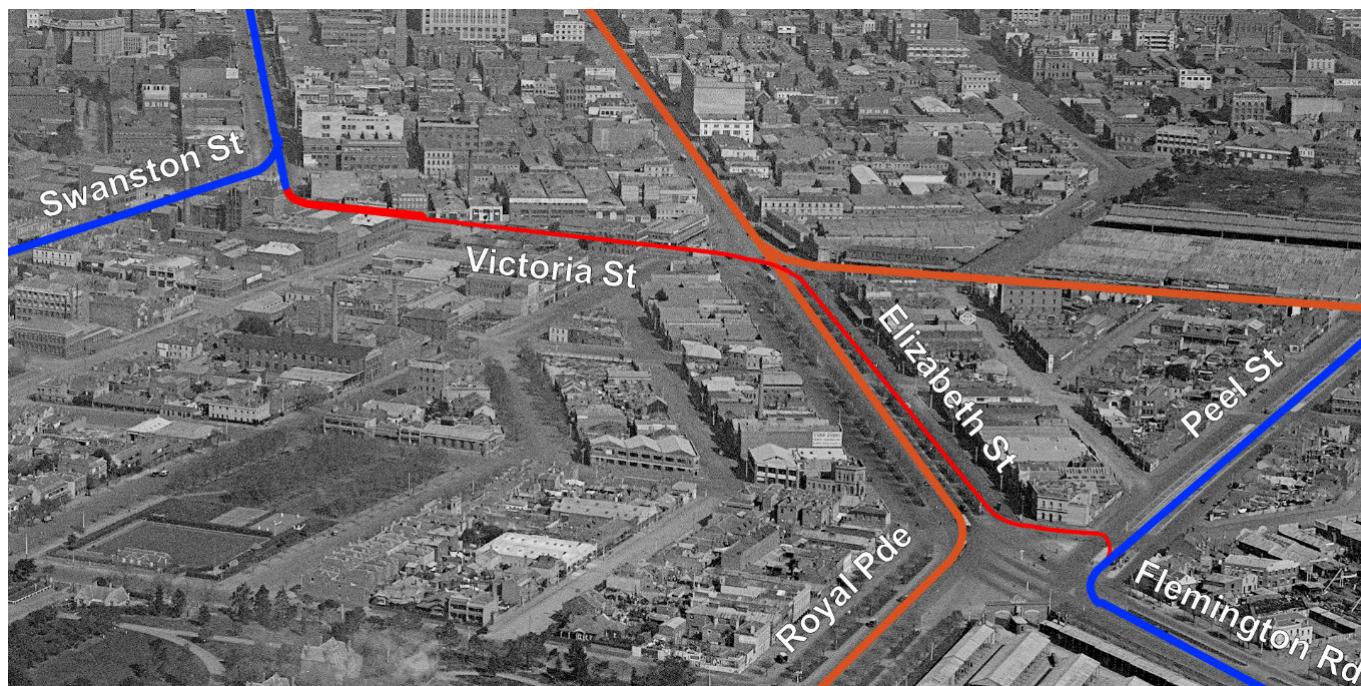 Swanston St
Victoria St
Elizabeth St
Peel St
Royal Pde
Flemington Rd